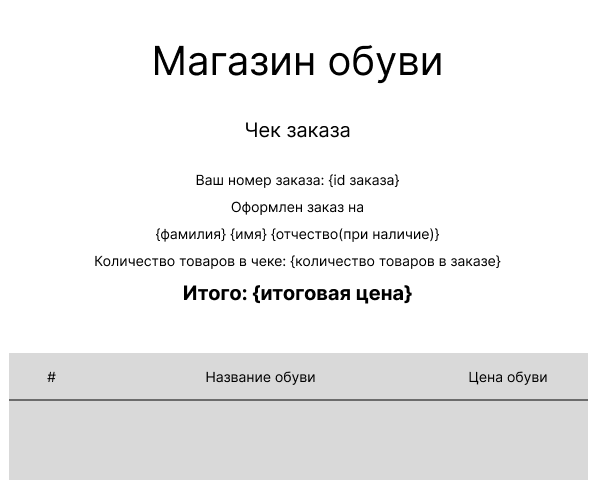 Магазин обуви
Чек заказа
Ваш номер заказа: {id заказа}
Оформлен заказ на
{фамилия} {имя} {отчество(при наличие)}
Количество товаров в чеке: {количество товаров в заказе}
Итого: {итоговая цена}
# Название обуви Цена обуви